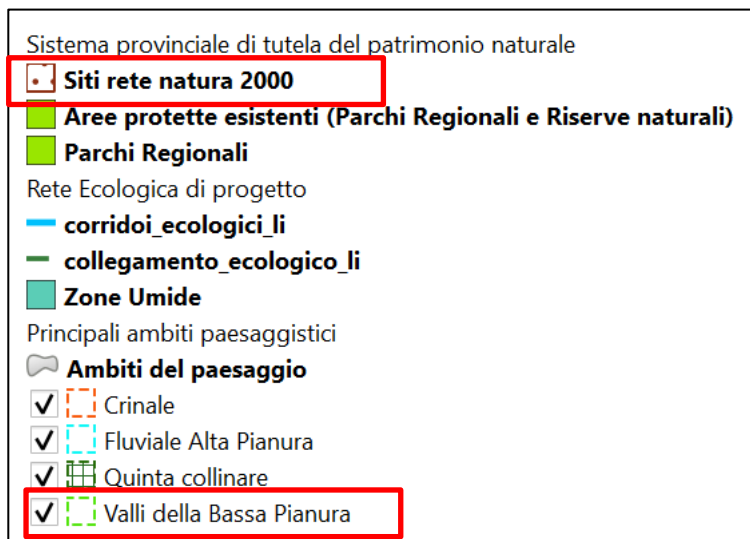 Sistema provinciale di tutela del patrimonio naturale
Siti rete natura 2000
Aree protette esistenti (Parchi Regionali e Riserve naturali)
Parchi Regionali
Rete Ecologica di progetto
corridoi_ecologici_li
collegamento_ecologico_li
Zone Umide
Principali ambiti paesaggistici
Ambiti del paesaggio
Crinale
Fluviale Alta Pianura
Quinta collinare
Valli della Bassa Pianura